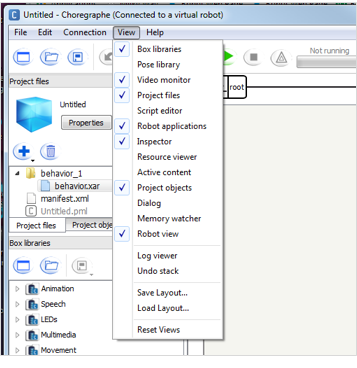 Untitled - Choregraphe (Connected to a virtual robot)
File Edit Connection View Help
Box libraries
Pose library
Video monitor
Project files
Script editor
Robot applications
Inspector
Resource viewer
Active content
Project objects
Dialog
Memory watcher
Robot view
Log viewer
Undo stack
Save Layout...
Load Layout...
Reset Views
Not running
root
Project files
Untitled
Properties
behavior_1
behavior.xar
manifest.xml
Untitled.pml
Project files Project obje
Box libraries
Animation
Speech
LEDs
Multimedia
Movement